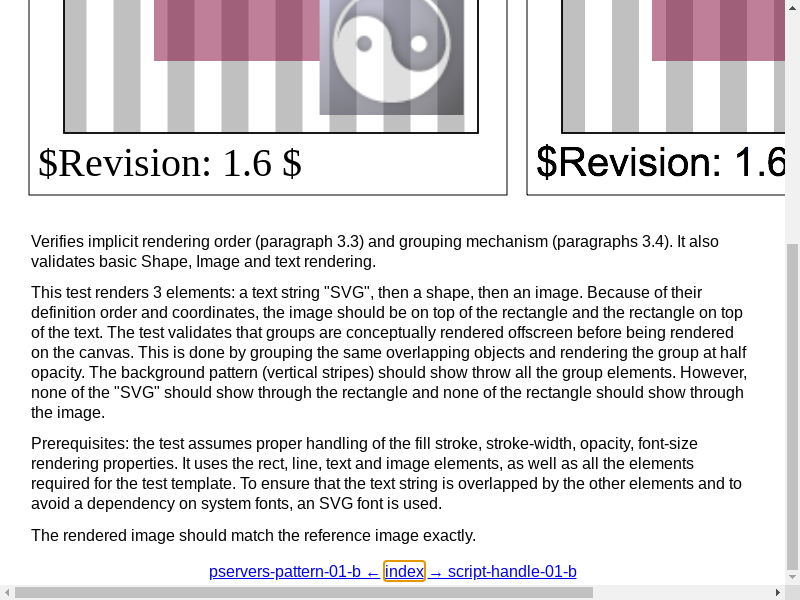 $Revision: 1.6 $
$Revision: 1.6
Verifies implicit rendering order (paragraph 3.3) and grouping mechanism (paragraphs 3.4). It also
validates basic Shape, Image and text rendering.
This test renders 3 elements: a text string "SVG", then a shape, then an image. Because of their
definition order and coordinates, the image should be on top of the rectangle and the rectangle on top
of the text. The test validates that groups are conceptually rendered offscreen before being rendered
on the canvas. This is done by grouping the same overlapping objects and rendering the group at half
opacity. The background pattern (vertical stripes) should show throw all the group elements. However,
none of the "SVG" should show through the rectangle and none of the rectangle should show through
the image.
Prerequisites: the test assumes proper handling of the fill stroke, stroke-width, opacity, font-size
rendering properties. It uses the rect, line, text and image elements, as well as all the elements
required for the test template. To ensure that the text string is overlapped by the other elements and to
avoid a dependency on system fonts, an SVG font is used.
The rendered image should match the reference image exactly.
pservers-pattern-01-b ← index → script-handle-01-b